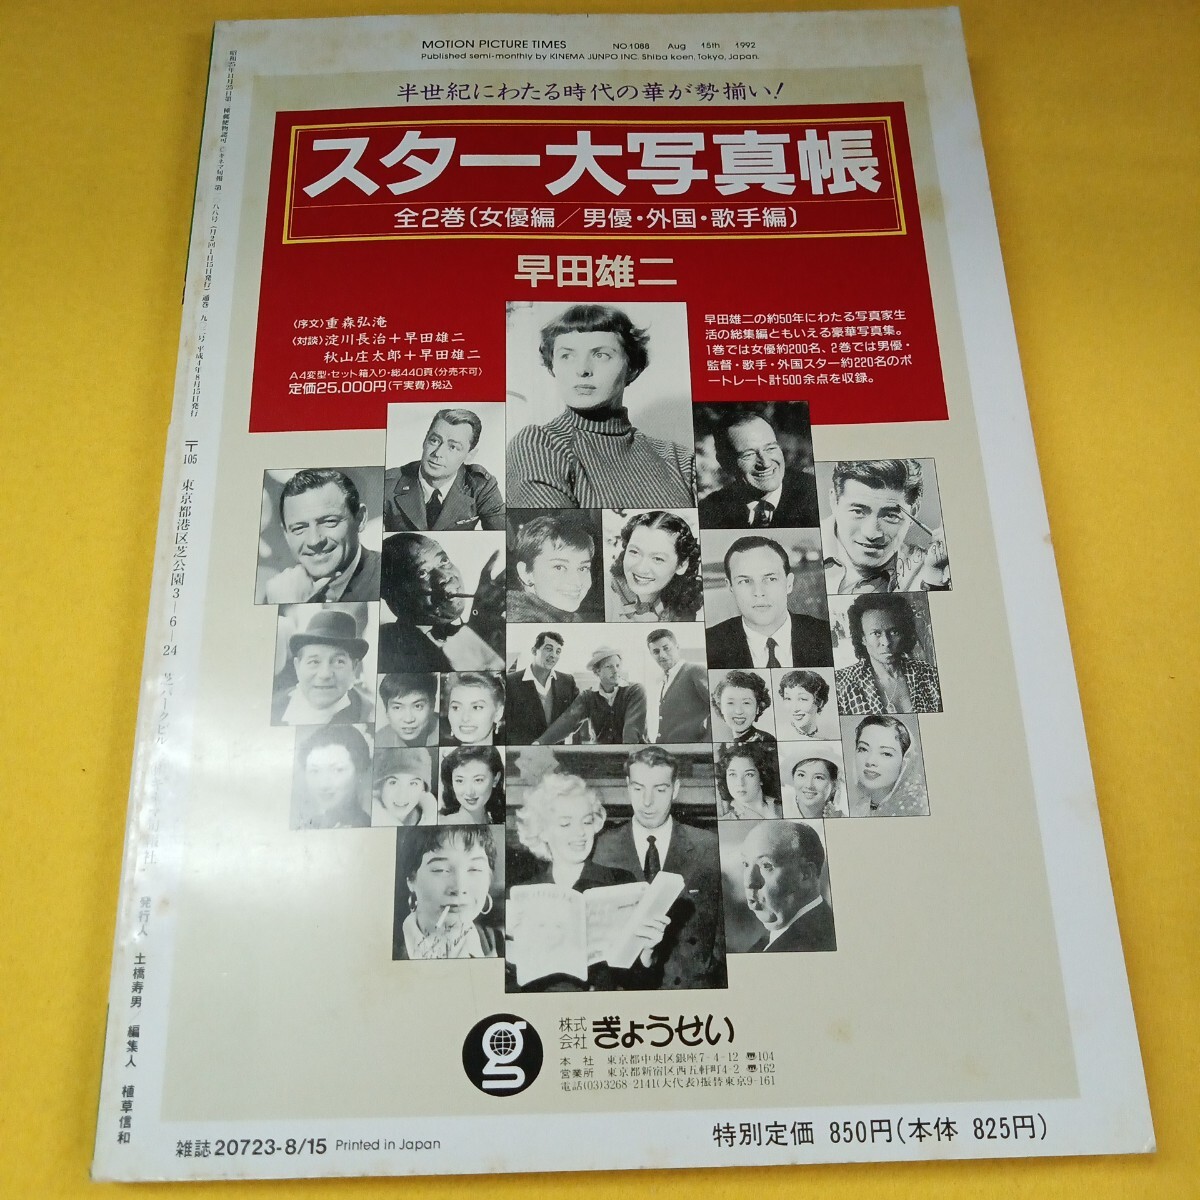 MOTION PICTURE TIMES NO.1088 Aug 15th 1992
Published semi-monthly by KINEMA JUNPO INC. Shiba koen, Tokyo, Japan.
半世紀にわたる時代の華が勢揃い!
スター大写真帳
全2巻〔女優編/男優・外国・歌手編〕
早田雄二
〈序文〉重森弘淹
〈対談〉淀川長治+早田雄二
秋山庄太郎+早田雄二
A4変型・セット箱入り・総440頁〈分売不可〉
定価25,000円(〒実費)税込
早田雄二の約50年にわたる写真家生
活の総集編ともいえる豪華写真集。
1巻では女優約200名、2巻では男優・
監督・歌手・外国スター約220名のポ
ートレート計500余点を収録。
g
株式会社 ぎょうせい
本社 東京都中央区銀座7-4-12 〒104
営業所 東京都新宿区西五軒町4-2 〒162
電話(03)3268-2141(大代表)振替東京9-161
雑誌20723-8/15 Printed in Japan
特別定価 850円(本体 825円)
〒105 東京都港区芝公園3-6-24 芝パークビル
発行人 土橋寿男/編集人 植草信和